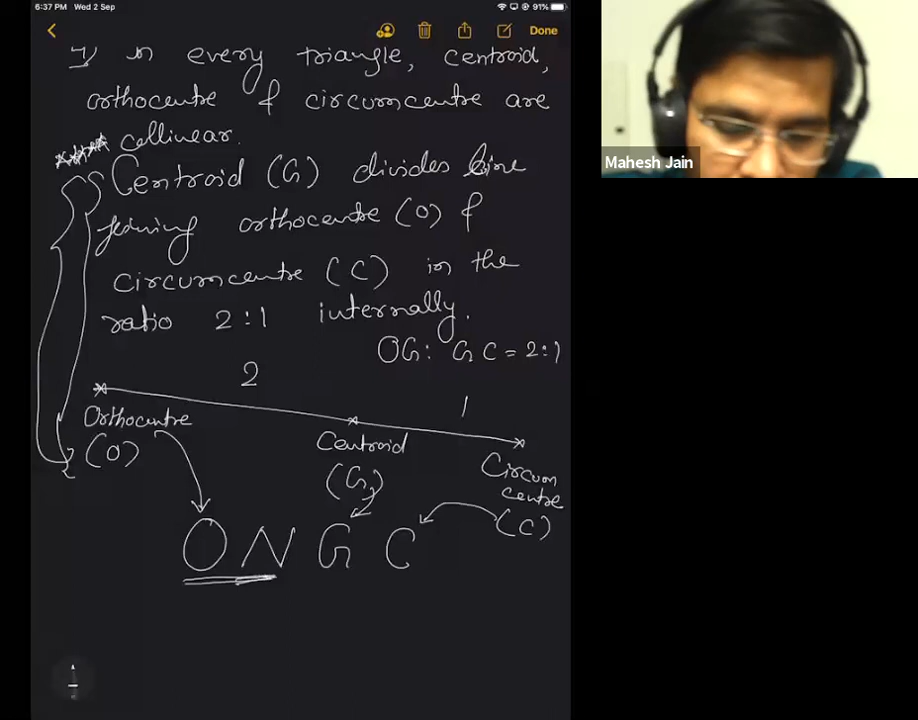 6:37 PM Wed 2 Sep
91%
Done
In every triangle, centroid,
orthocentre & circumcentre are
collinear.
Centroid (G) divides line
joining orthocentre (O) &
circumcentre (C) in the
ratio 2:1 internally.
OG: GC = 2:1
2
1
Orthocentre
(O)
Centroid
(G)
Circum
centre
(C)
O N G C
Mahesh Jain